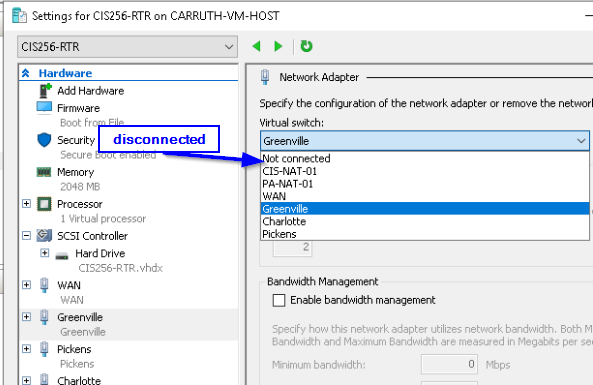 Settings for CIS256-RTR on CARRUTH-VM-HOST
CIS256-RTR
Hardware
Add Hardware
Firmware
Boot from File
Security
Secure Boot enabled
disconnected
Memory
2048 MB
Processor
1 Virtual processor
SCSI Controller
Hard Drive
CIS256-RTR.vhdx
WAN
WAN
Greenville
Greenville
Pickens
Pickens
Charlotte
Network Adapter
Specify the configuration of the network adapter or remove the networ
Virtual switch:
Greenville
Not connected
CIS-NAT-01
PA-NAT-01
WAN
Greenville
Charlotte
Pickens
2
Bandwidth Management
Enable bandwidth management
Specify how this network adapter utilizes network bandwidth. Both M
Bandwidth and Maximum Bandwidth are measured in Megabits per sec
Minimum bandwidth: 0 Mbps